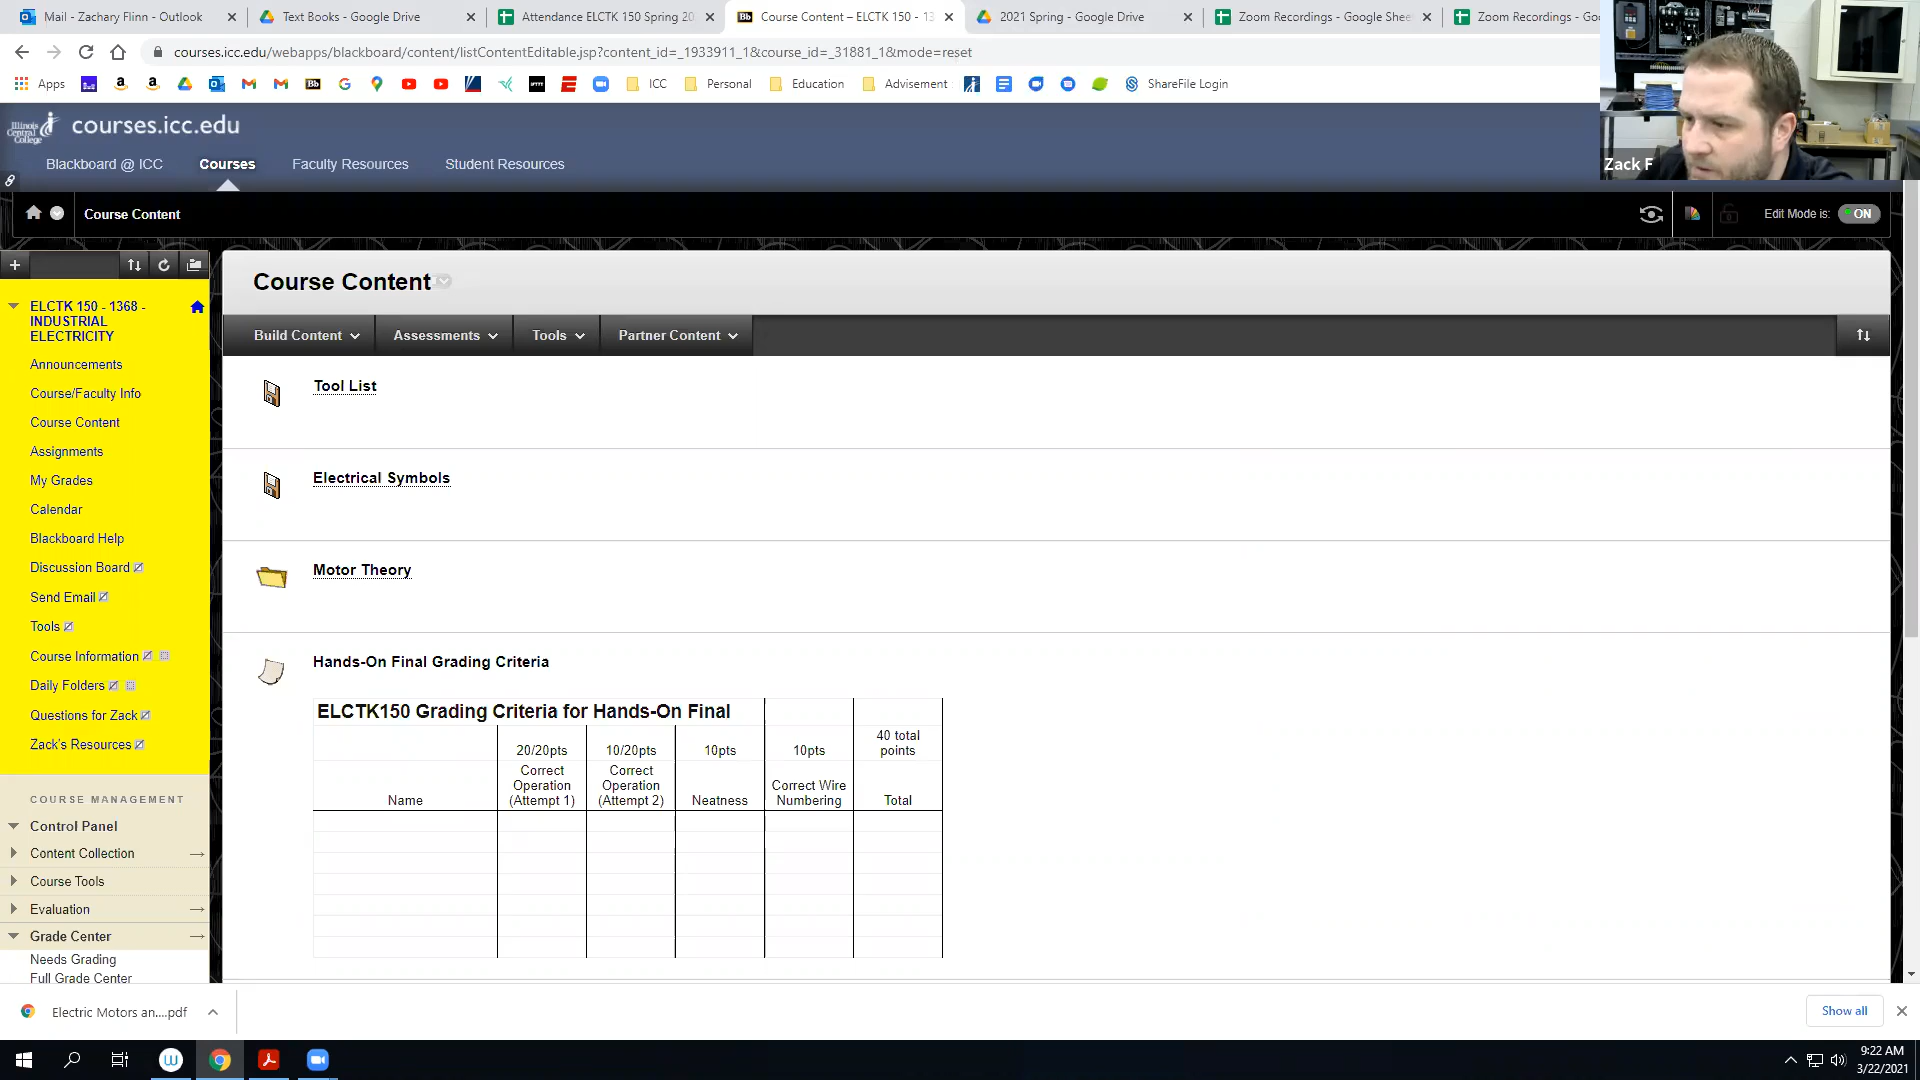 Mail - Zachary Flinn - Outlook
Text Books - Google Drive
Attendance ELCTK 150 Spring 20
Course Content – ELCTK 150 - 13
2021 Spring - Google Drive
Zoom Recordings - Google Shee
Zoom Recordings - Go
courses.icc.edu/webapps/blackboard/content/listContentEditable.jsp?content_id=_1933911_1&course_id=_31881_1&mode=reset
Apps
ICC
Personal
Education
Advisement
ShareFile Login
Zack F
Illinois
Central
College
courses.icc.edu
Blackboard @ ICC
Courses
Faculty Resources
Student Resources
Course Content
Edit Mode is:
ON
ELCTK 150 - 1368 -
INDUSTRIAL
ELECTRICITY
Announcements
Course/Faculty Info
Course Content
Assignments
My Grades
Calendar
Blackboard Help
Discussion Board
Send Email
Tools
Course Information
Daily Folders
Questions for Zack
Zack's Resources
COURSE MANAGEMENT
Control Panel
Content Collection
Course Tools
Evaluation
Grade Center
Needs Grading
Full Grade Center
Course Content
Build Content
Assessments
Tools
Partner Content
Tool List
Electrical Symbols
Motor Theory
Hands-On Final Grading Criteria
ELCTK150 Grading Criteria for Hands-On Final
20/20pts
10/20pts
10pts
10pts
40 total
points
Name
Correct
Operation
(Attempt 1)
Correct
Operation
(Attempt 2)
Neatness
Correct Wire
Numbering
Total
Electric Motors an....pdf
Show all
9:22 AM
3/22/2021